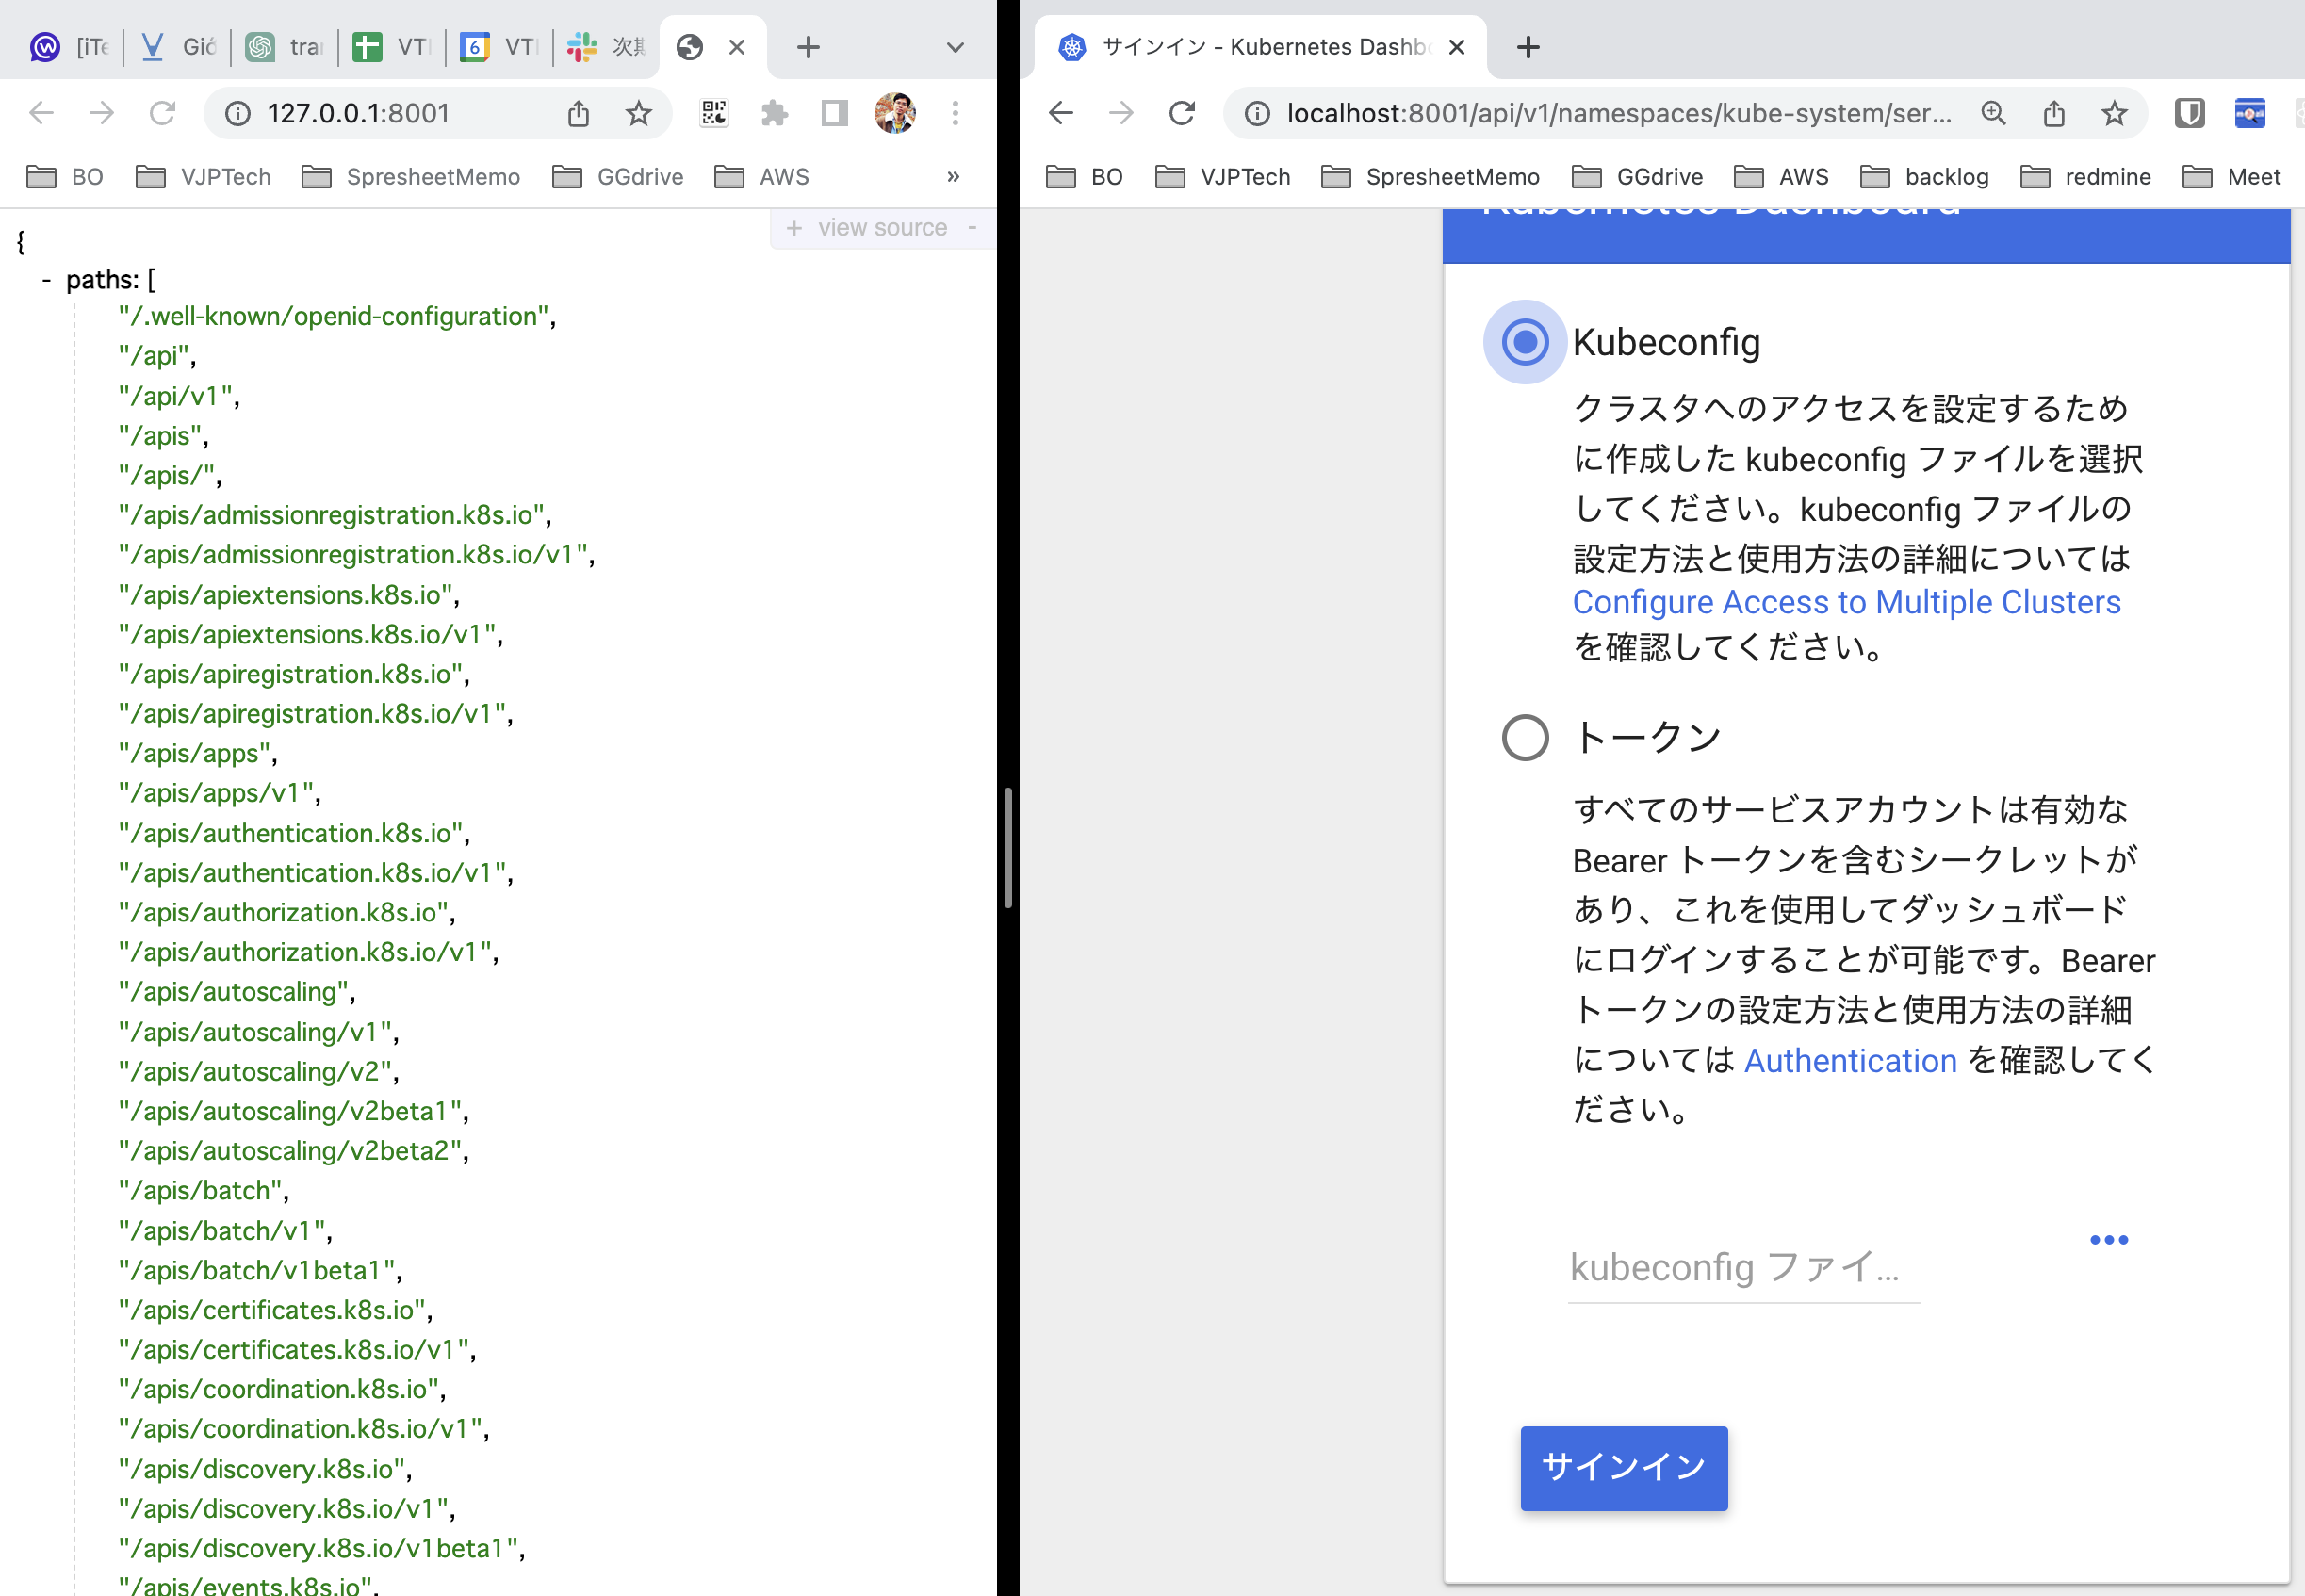 [iTe
Gió
tra
VTI
6
VTI
次期
127.0.0.1:8001
BO
VJPTech
SpresheetMemo
GGdrive
AWS
»
+ view source -
{
- paths: [
"/.well-known/openid-configuration",
"/api",
"/api/v1",
"/apis",
"/apis/",
"/apis/admissionregistration.k8s.io",
"/apis/admissionregistration.k8s.io/v1",
"/apis/apiextensions.k8s.io",
"/apis/apiextensions.k8s.io/v1",
"/apis/apiregistration.k8s.io",
"/apis/apiregistration.k8s.io/v1",
"/apis/apps",
"/apis/apps/v1",
"/apis/authentication.k8s.io",
"/apis/authentication.k8s.io/v1",
"/apis/authorization.k8s.io",
"/apis/authorization.k8s.io/v1",
"/apis/autoscaling",
"/apis/autoscaling/v1",
"/apis/autoscaling/v2",
"/apis/autoscaling/v2beta1",
"/apis/autoscaling/v2beta2",
"/apis/batch",
"/apis/batch/v1",
"/apis/batch/v1beta1",
"/apis/certificates.k8s.io",
"/apis/certificates.k8s.io/v1",
"/apis/coordination.k8s.io",
"/apis/coordination.k8s.io/v1",
"/apis/discovery.k8s.io",
"/apis/discovery.k8s.io/v1",
"/apis/discovery.k8s.io/v1beta1",
"/apis/events.k8s.io",
サインイン - Kubernetes Dashbo
localhost:8001/api/v1/namespaces/kube-system/ser...
BO
VJPTech
SpresheetMemo
GGdrive
AWS
backlog
redmine
Meet
Kubernetes Dashboard
Kubeconfig
クラスタへのアクセスを設定するため
に作成した kubeconfig ファイルを選択
してください。kubeconfig ファイルの
設定方法と使用方法の詳細については
Configure Access to Multiple Clusters
を確認してください。
トークン
すべてのサービスアカウントは有効な
Bearer トークンを含むシークレットが
あり、これを使用してダッシュボード
にログインすることが可能です。Bearer
トークンの設定方法と使用方法の詳細
については Authentication を確認してく
ださい。
kubeconfig ファイ...
サインイン